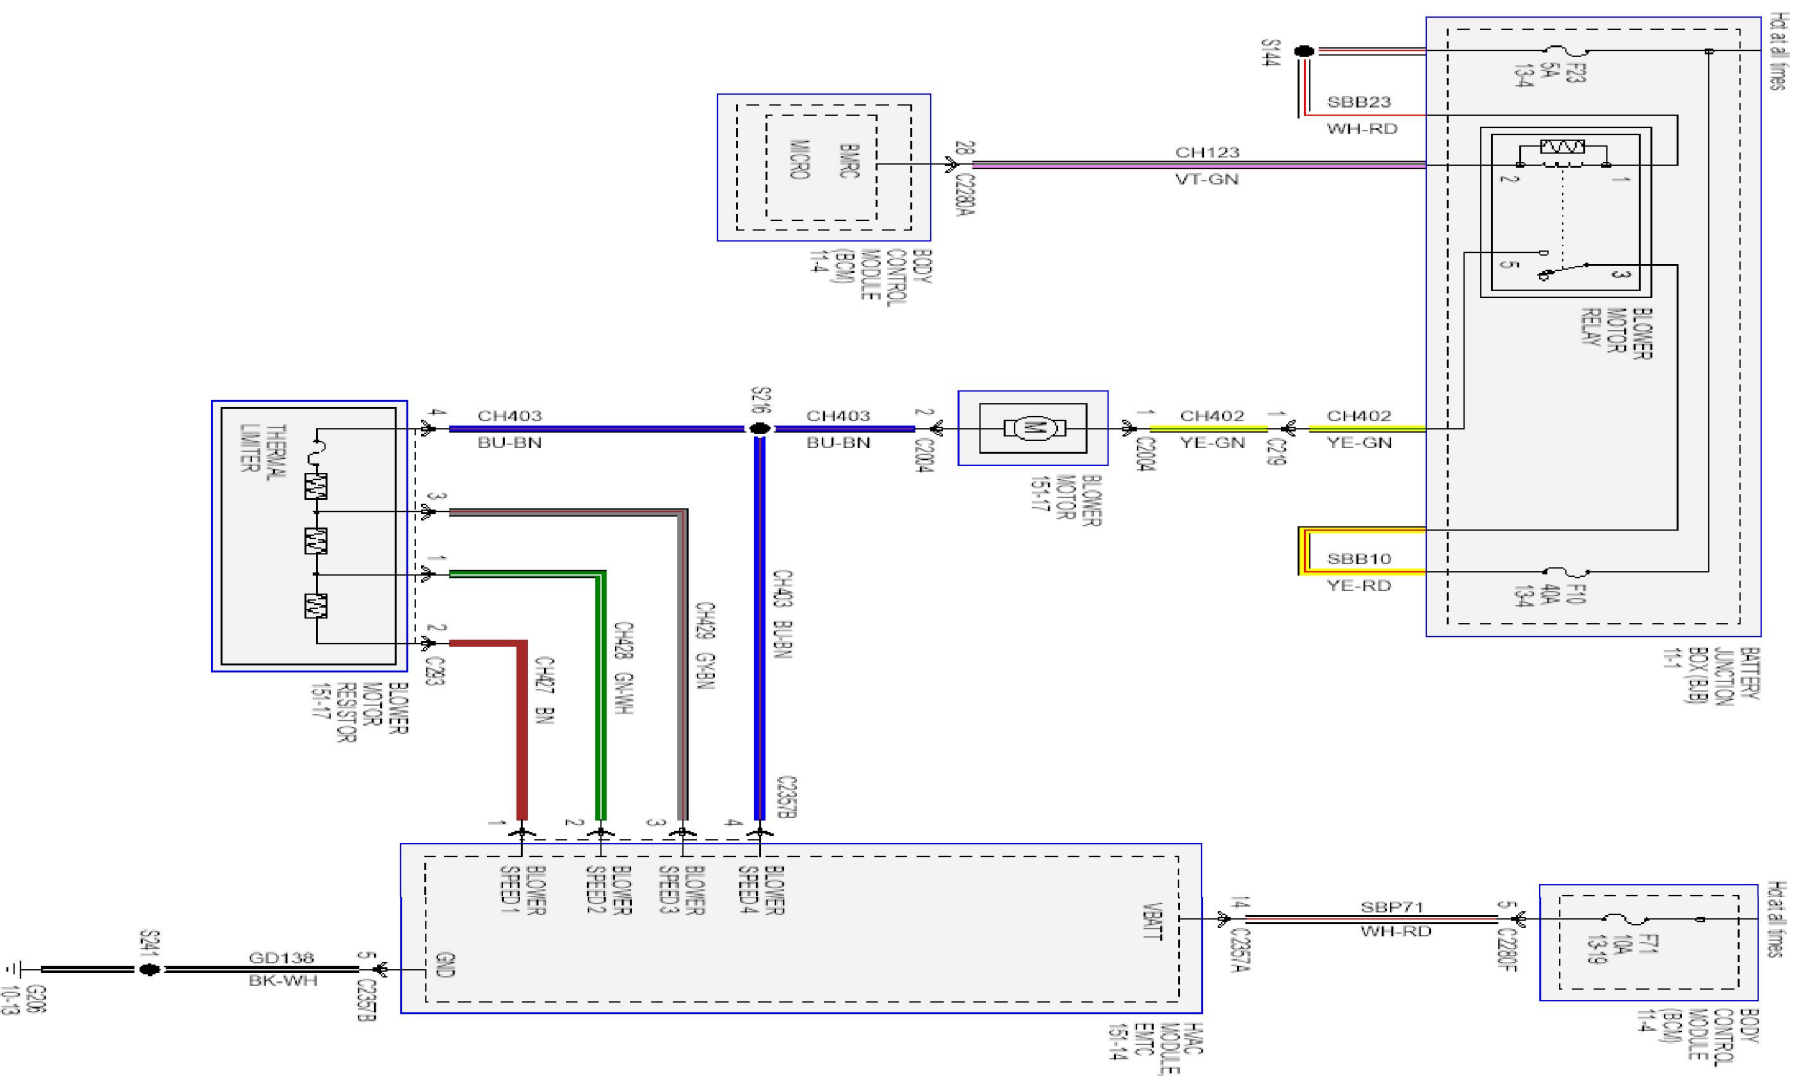 Hot at all times
F23
5A
13-4
S144
SBB23
WH-RD
CH123
VT-GN
28
C2280A
BMRC
MICRO
BODY
CONTROL
MODULE
(BCM)
11-4
1
2
3
5
BLOWER
MOTOR
RELAY
CH402
YE-GN
1
C219
CH402
YE-GN
1
C2004
M
BLOWER
MOTOR
151-17
2
C2004
CH403
BU-BN
S216
CH403
BU-BN
4
THERMAL
LIMITER
3
1
2
C293
BLOWER
MOTOR
RESISTOR
151-17
SBB10
YE-RD
F10
40A
13-4
BATTERY
JUNCTION
BOX (BJB)
11-1
CH403 BU-BN
CH429 GY-BN
CH428 GN-WH
CH427 BN
C2357B
1
2
3
4
BLOWER
SPEED 1
BLOWER
SPEED 2
BLOWER
SPEED 3
BLOWER
SPEED 4
VBATT
GND
14
C2357A
SBP71
WH-RD
5
C2280F
Hot at all times
F71
10A
13-19
BODY
CONTROL
MODULE
(BCM)
11-4
HVAC
MODULE,
EMTC
151-14
5
C2357B
GD138
BK-WH
S241
G206
10-13